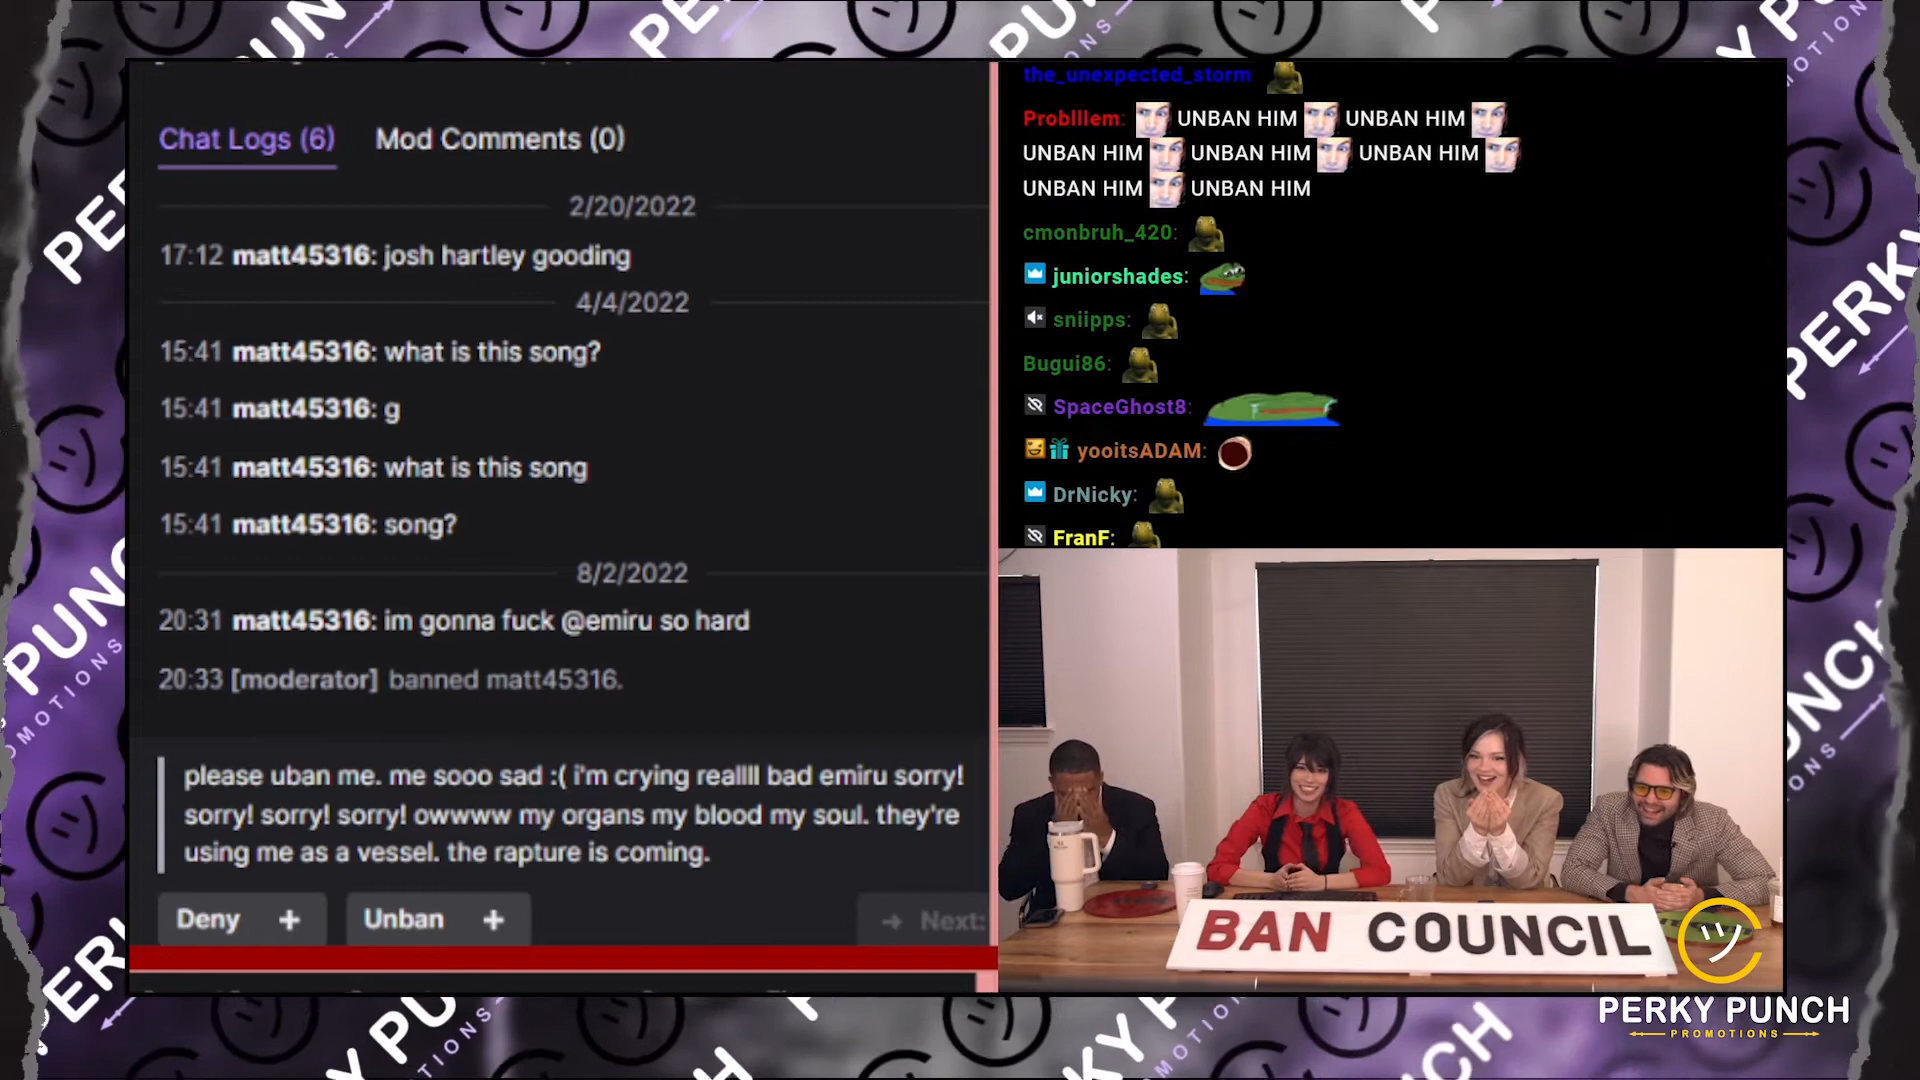 Chat Logs (6) Mod Comments (0)
2/20/2022
17:12 matt45316: josh hartley gooding
4/4/2022
15:41 matt45316: what is this song?
15:41 matt45316: g
15:41 matt45316: what is this song
15:41 matt45316: song?
8/2/2022
20:31 matt45316: im gonna fuck @emiru so hard
20:33 [moderator] banned matt45316.
please uban me. me sooo sad :( i'm crying reallll bad emiru sorry!
sorry! sorry! sorry! owwww my organs my blood my soul. they're
using me as a vessel. the rapture is coming.
Deny + Unban + → Next:
the_unexpected_storm
Problllem: UNBAN HIM UNBAN HIM
UNBAN HIM UNBAN HIM UNBAN HIM
UNBAN HIM UNBAN HIM
cmonbruh_420:
juniorshades:
sniipps:
Bugui86:
SpaceGhost8:
yooitsADAM:
DrNicky:
FranF:
BAN COUNCIL
PERKY PUNCH
PROMOTIONS